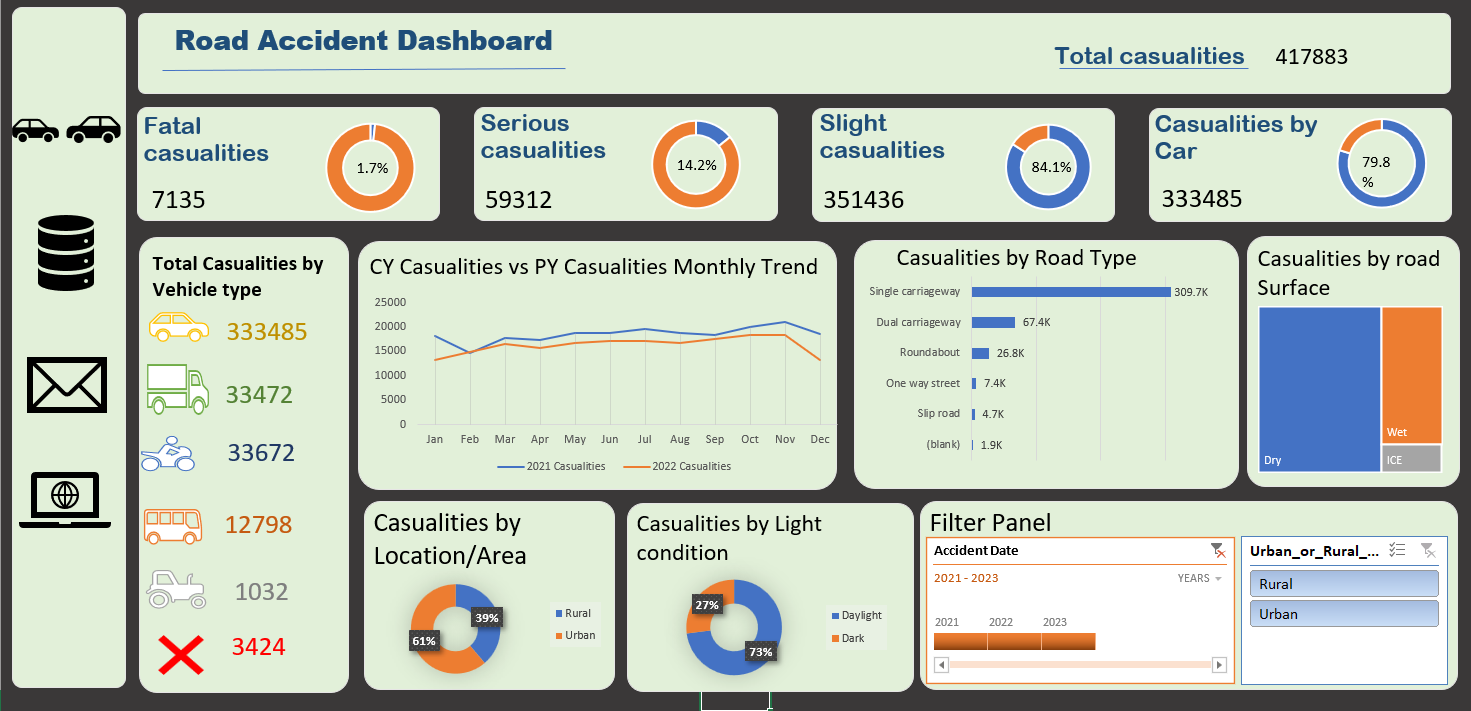 Road Accident Dashboard
Total casualities 417883
Fatal
casualities
7135
1.7%
Serious
casualities
59312
14.2%
Slight
casualities
351436
84.1%
Casualities by
Car
333485
79.8
%
Total Casualities by
Vehicle type
333485
33472
33672
12798
1032
3424
CY Casualities vs PY Casualities Monthly Trend
25000
20000
15000
10000
5000
0
Jan Feb Mar Apr May Jun Jul Aug Sep Oct Nov Dec
2021 Casualities 2022 Casualities
Casualities by Road Type
Single carriageway 309.7K
Dual carriageway 67.4K
Roundabout 26.8K
One way street 7.4K
Slip road 4.7K
(blank) 1.9K
Casualities by road
Surface
Dry
Wet
ICE
Casualities by
Location/Area
39%
61%
Rural
Urban
Casualities by Light
condition
27%
73%
Daylight
Dark
Filter Panel
Accident Date
2021 - 2023
YEARS
2021 2022 2023
Urban_or_Rural_...
Rural
Urban